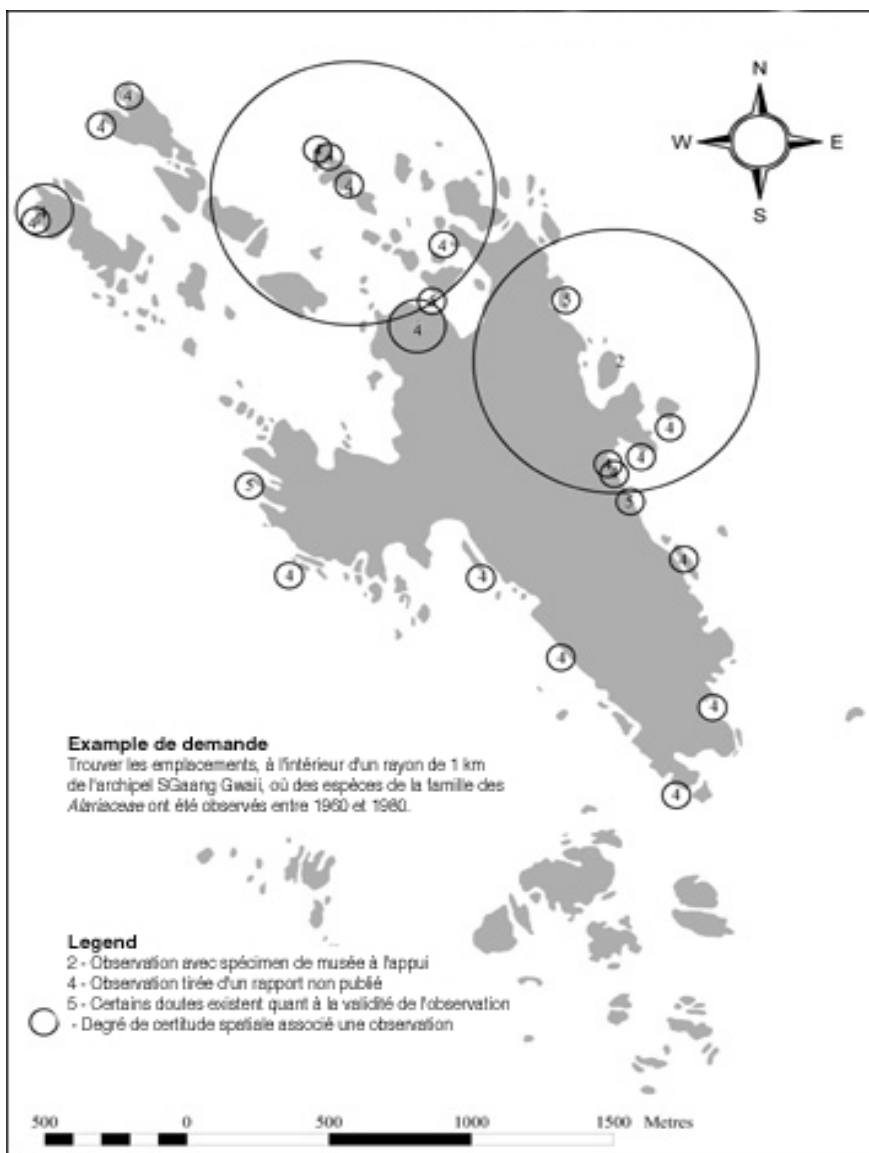 N
4
4
W E
4
S
4
4
5
4
2
4
4
5
5
4
4
4
4
4
Example de demande
Trouver les emplacements, à l'intérieur d'un rayon de 1 km
de l'archipel SGaang Gwaii, où des espèces de la famille des
Alariaceae ont été observés entre 1960 et 1980.
4
Legend
2 - Observation avec spécimen de musée à l'appui
4 - Observation tirée d'un rapport non publié
5 - Certains doutes existent quant à la validité de l'observation
- Degré de certitude spatiale associé une observation
500 0 500 1000 1500 Metres